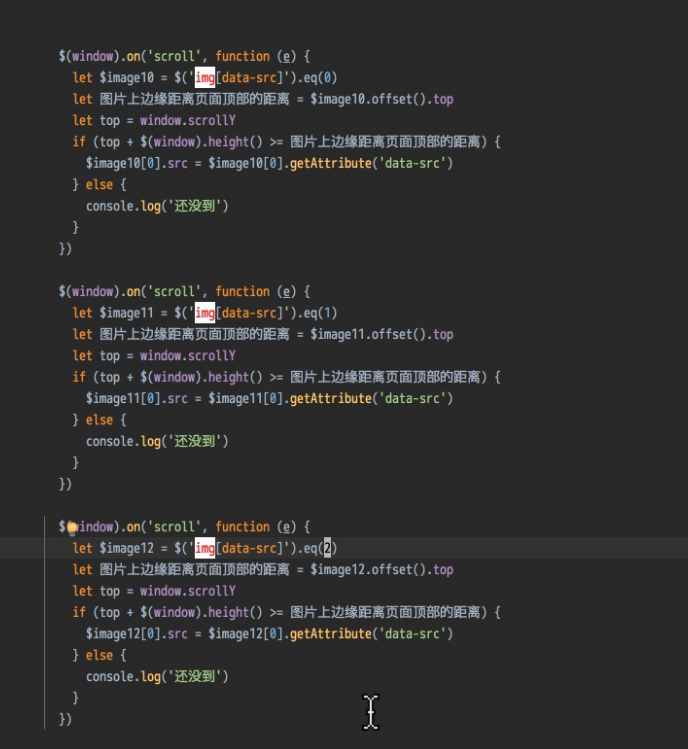 $(window).on('scroll', function (e) {
let $image10 = $('img[data-src]').eq(0)
let 图片上边缘距离页面顶部的距离 = $image10.offset().top
let top = window.scrollY
if (top + $(window).height() >= 图片上边缘距离页面顶部的距离) {
$image10[0].src = $image10[0].getAttribute('data-src')
} else {
console.log('还没到')
}
})
$(window).on('scroll', function (e) {
let $image11 = $('img[data-src]').eq(1)
let 图片上边缘距离页面顶部的距离 = $image11.offset().top
let top = window.scrollY
if (top + $(window).height() >= 图片上边缘距离页面顶部的距离) {
$image11[0].src = $image11[0].getAttribute('data-src')
} else {
console.log('还没到')
}
})
$(window).on('scroll', function (e) {
let $image12 = $('img[data-src]').eq(2)
let 图片上边缘距离页面顶部的距离 = $image12.offset().top
let top = window.scrollY
if (top + $(window).height() >= 图片上边缘距离页面顶部的距离) {
$image12[0].src = $image12[0].getAttribute('data-src')
} else {
console.log('还没到')
}
})